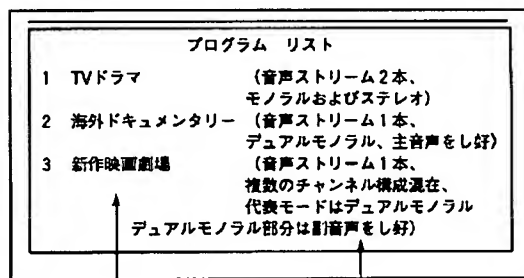 プログラム リスト
1 TVドラマ (音声ストリーム2本、
モノラルおよびステレオ)
2 海外ドキュメンタリー (音声ストリーム1本、
デュアルモノラル、主音声をし好)
3 新作映画劇場 (音声ストリーム1本、
複数のチャンネル構成混在、
代表モードはデュアルモノラル
デュアルモノラル部分は副音声をし好)